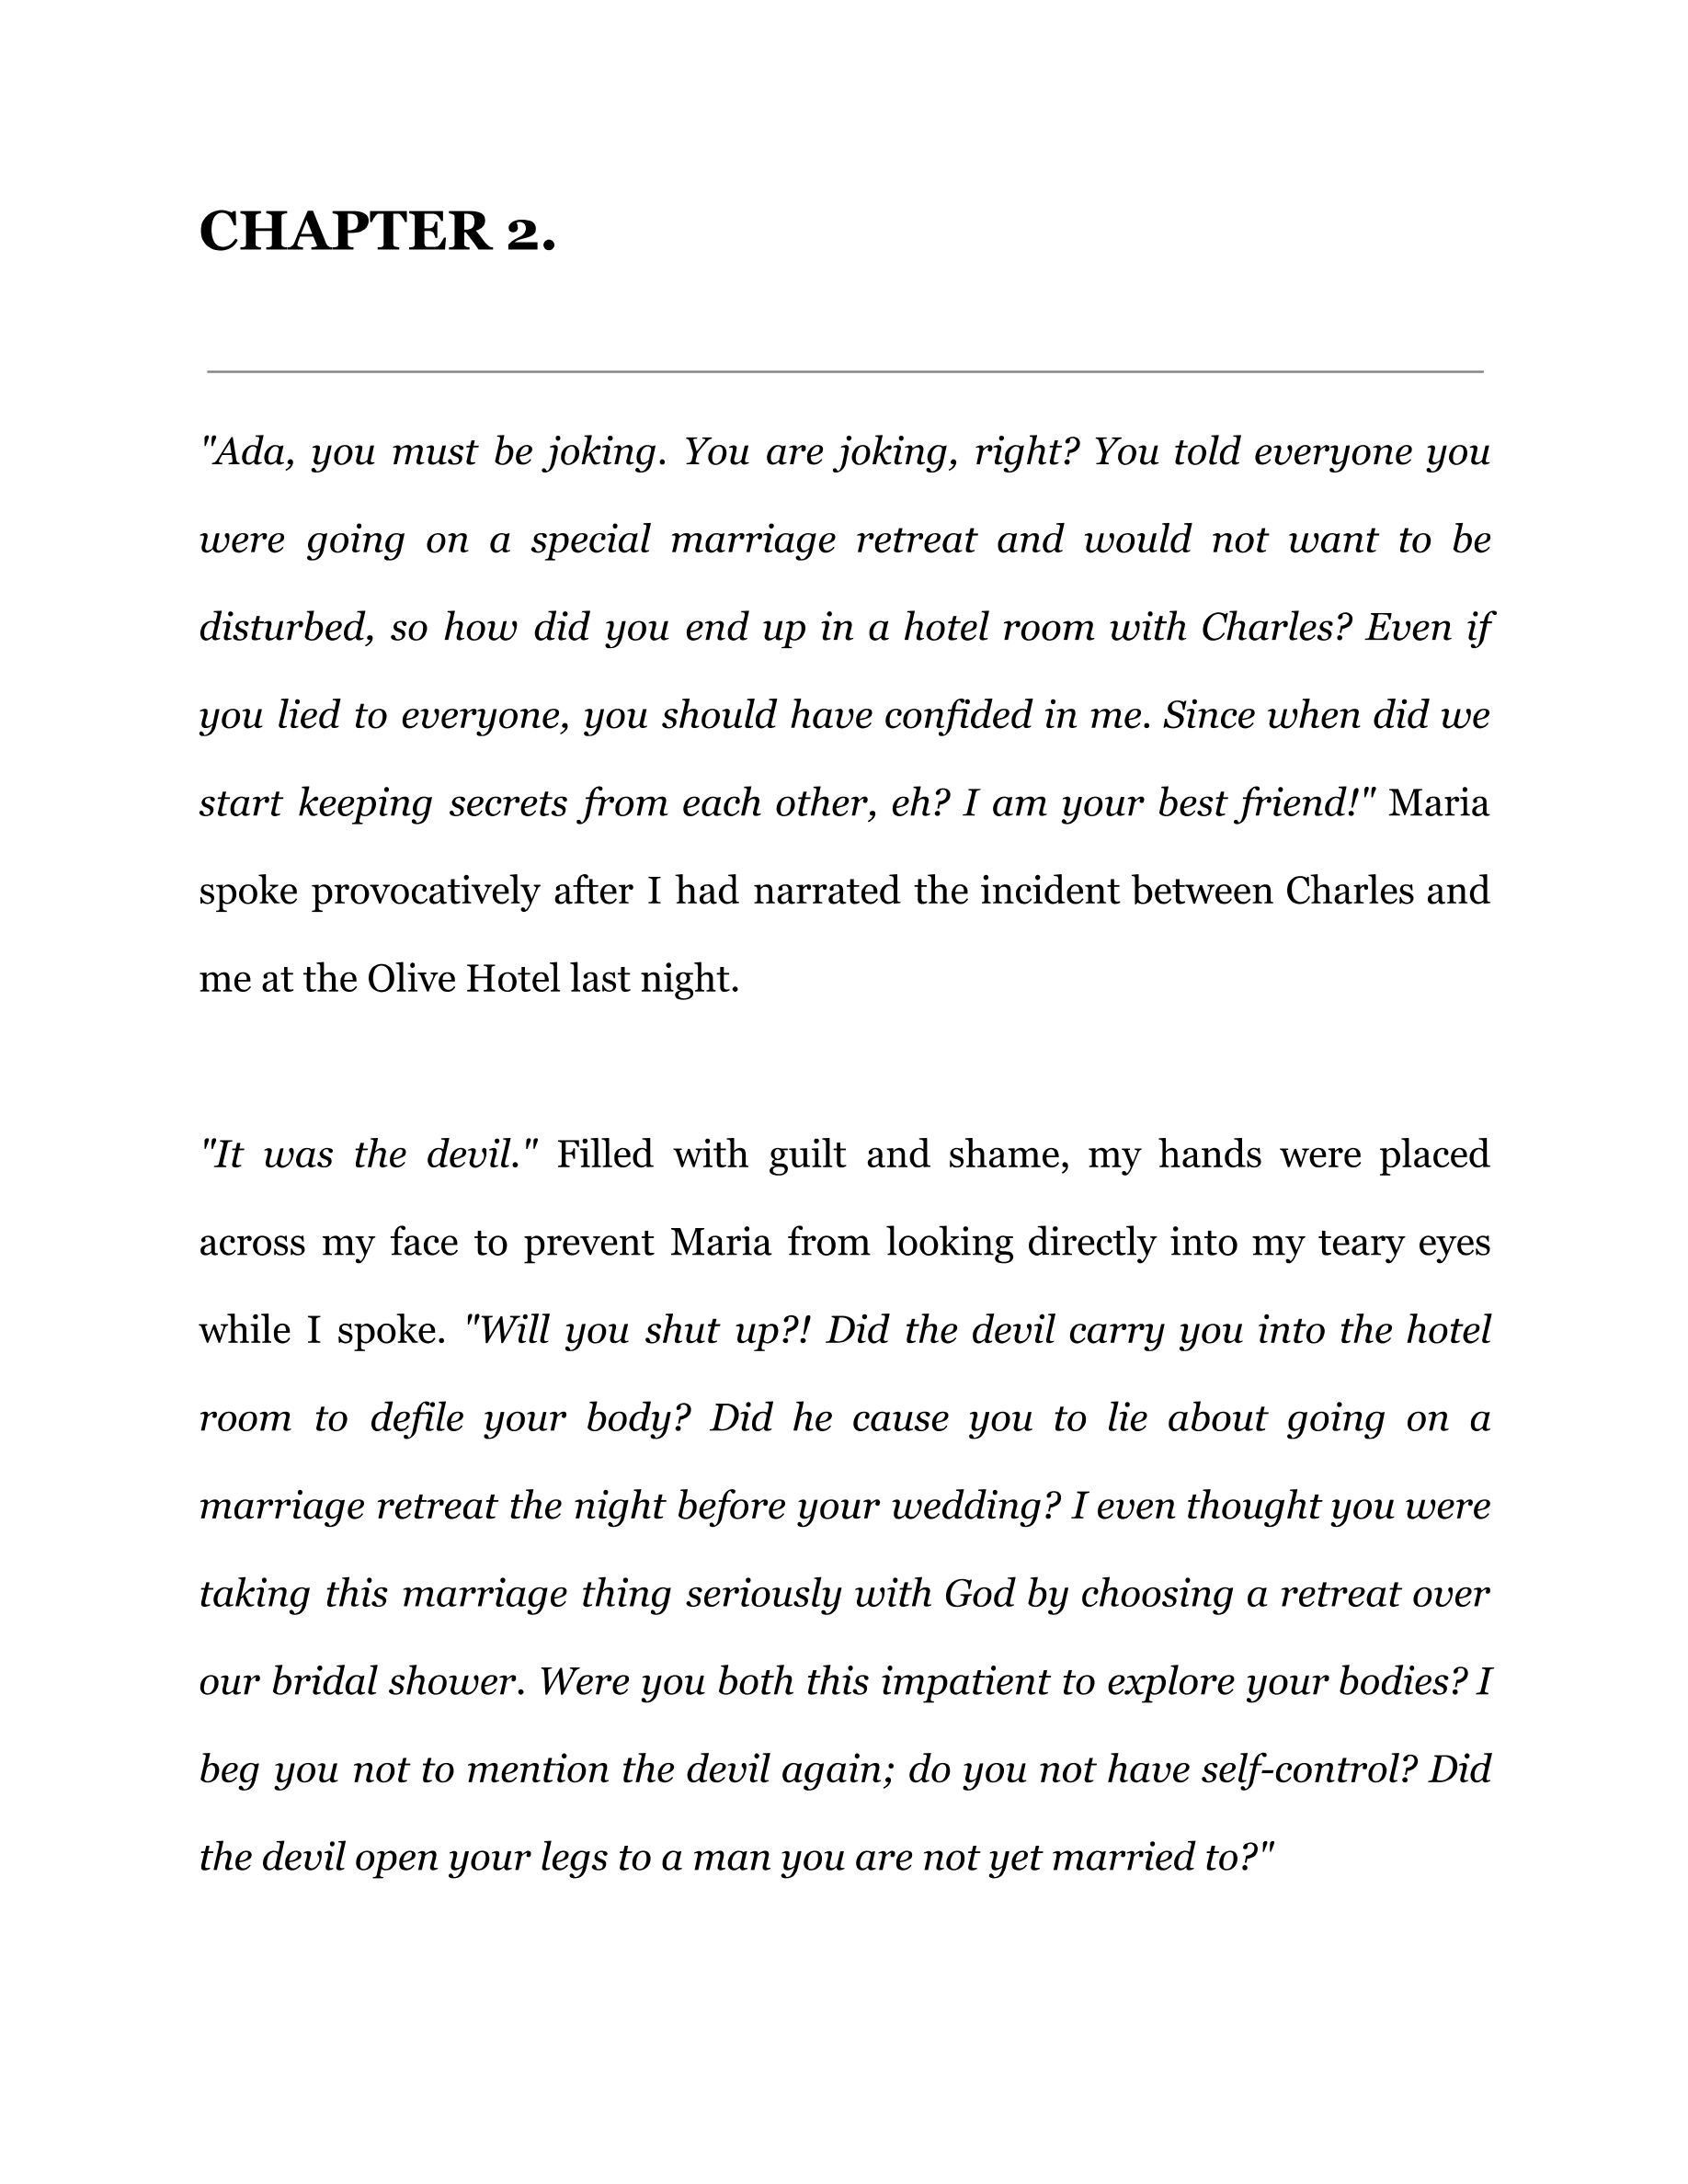 CHAPTER 2.
"Ada, you must be joking. You are joking, right? You told everyone you
were going on a special marriage retreat and would not want to be
disturbed, so how did you end up in a hotel room with Charles? Even if
you lied to everyone, you should have confided in me. Since when did we
start keeping secrets from each other, eh? I am your best friend!" Maria
spoke provocatively after I had narrated the incident between Charles and
me at the Olive Hotel last night.
"It was the devil." Filled with guilt and shame, my hands were placed
across my face to prevent Maria from looking directly into my teary eyes
while I spoke. "Will you shut up?! Did the devil carry you into the hotel
room to defile your body? Did he cause you to lie about going on a
marriage retreat the night before your wedding? I even thought you were
taking this marriage thing seriously with God by choosing a retreat over
our bridal shower. Were you both this impatient to explore your bodies? I
beg you not to mention the devil again; do you not have self-control? Did
the devil open your legs to a man you are not yet married to?"